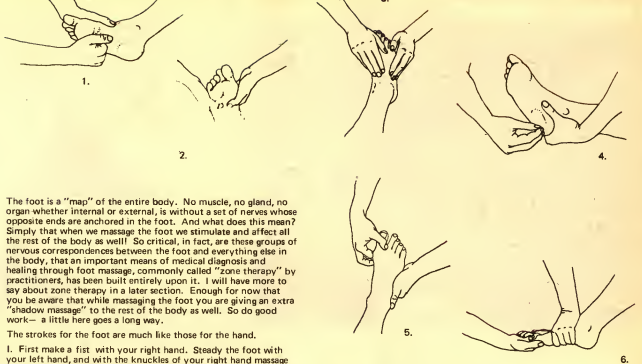 1.
2.
4.
5.
6.
The foot is a "map" of the entire body. No muscle, no gland, no
organ whether internal or external, is without a set of nerves whose
opposite ends are anchored in the foot. And what does this mean?
Simply that when we massage the foot we stimulate and affect all
the rest of the body as well! So critical, in fact, are these groups of
nervous correspondences between the foot and everything else in
the body, that an important means of medical diagnosis and
healing through foot massage, commonly called "zone therapy" by
practitioners, has been built entirely upon it. I will have more to
say about zone therapy in a later section. Enough for now that
you be aware that while massaging the foot you are giving an extra
"shadow massage" to the rest of the body as well. So do good
work— a little here goes a long way.
The strokes for the foot are much like those for the hand.
I. First make a fist with your right hand. Steady the foot with
your left hand, and with the knuckles of your right hand massage